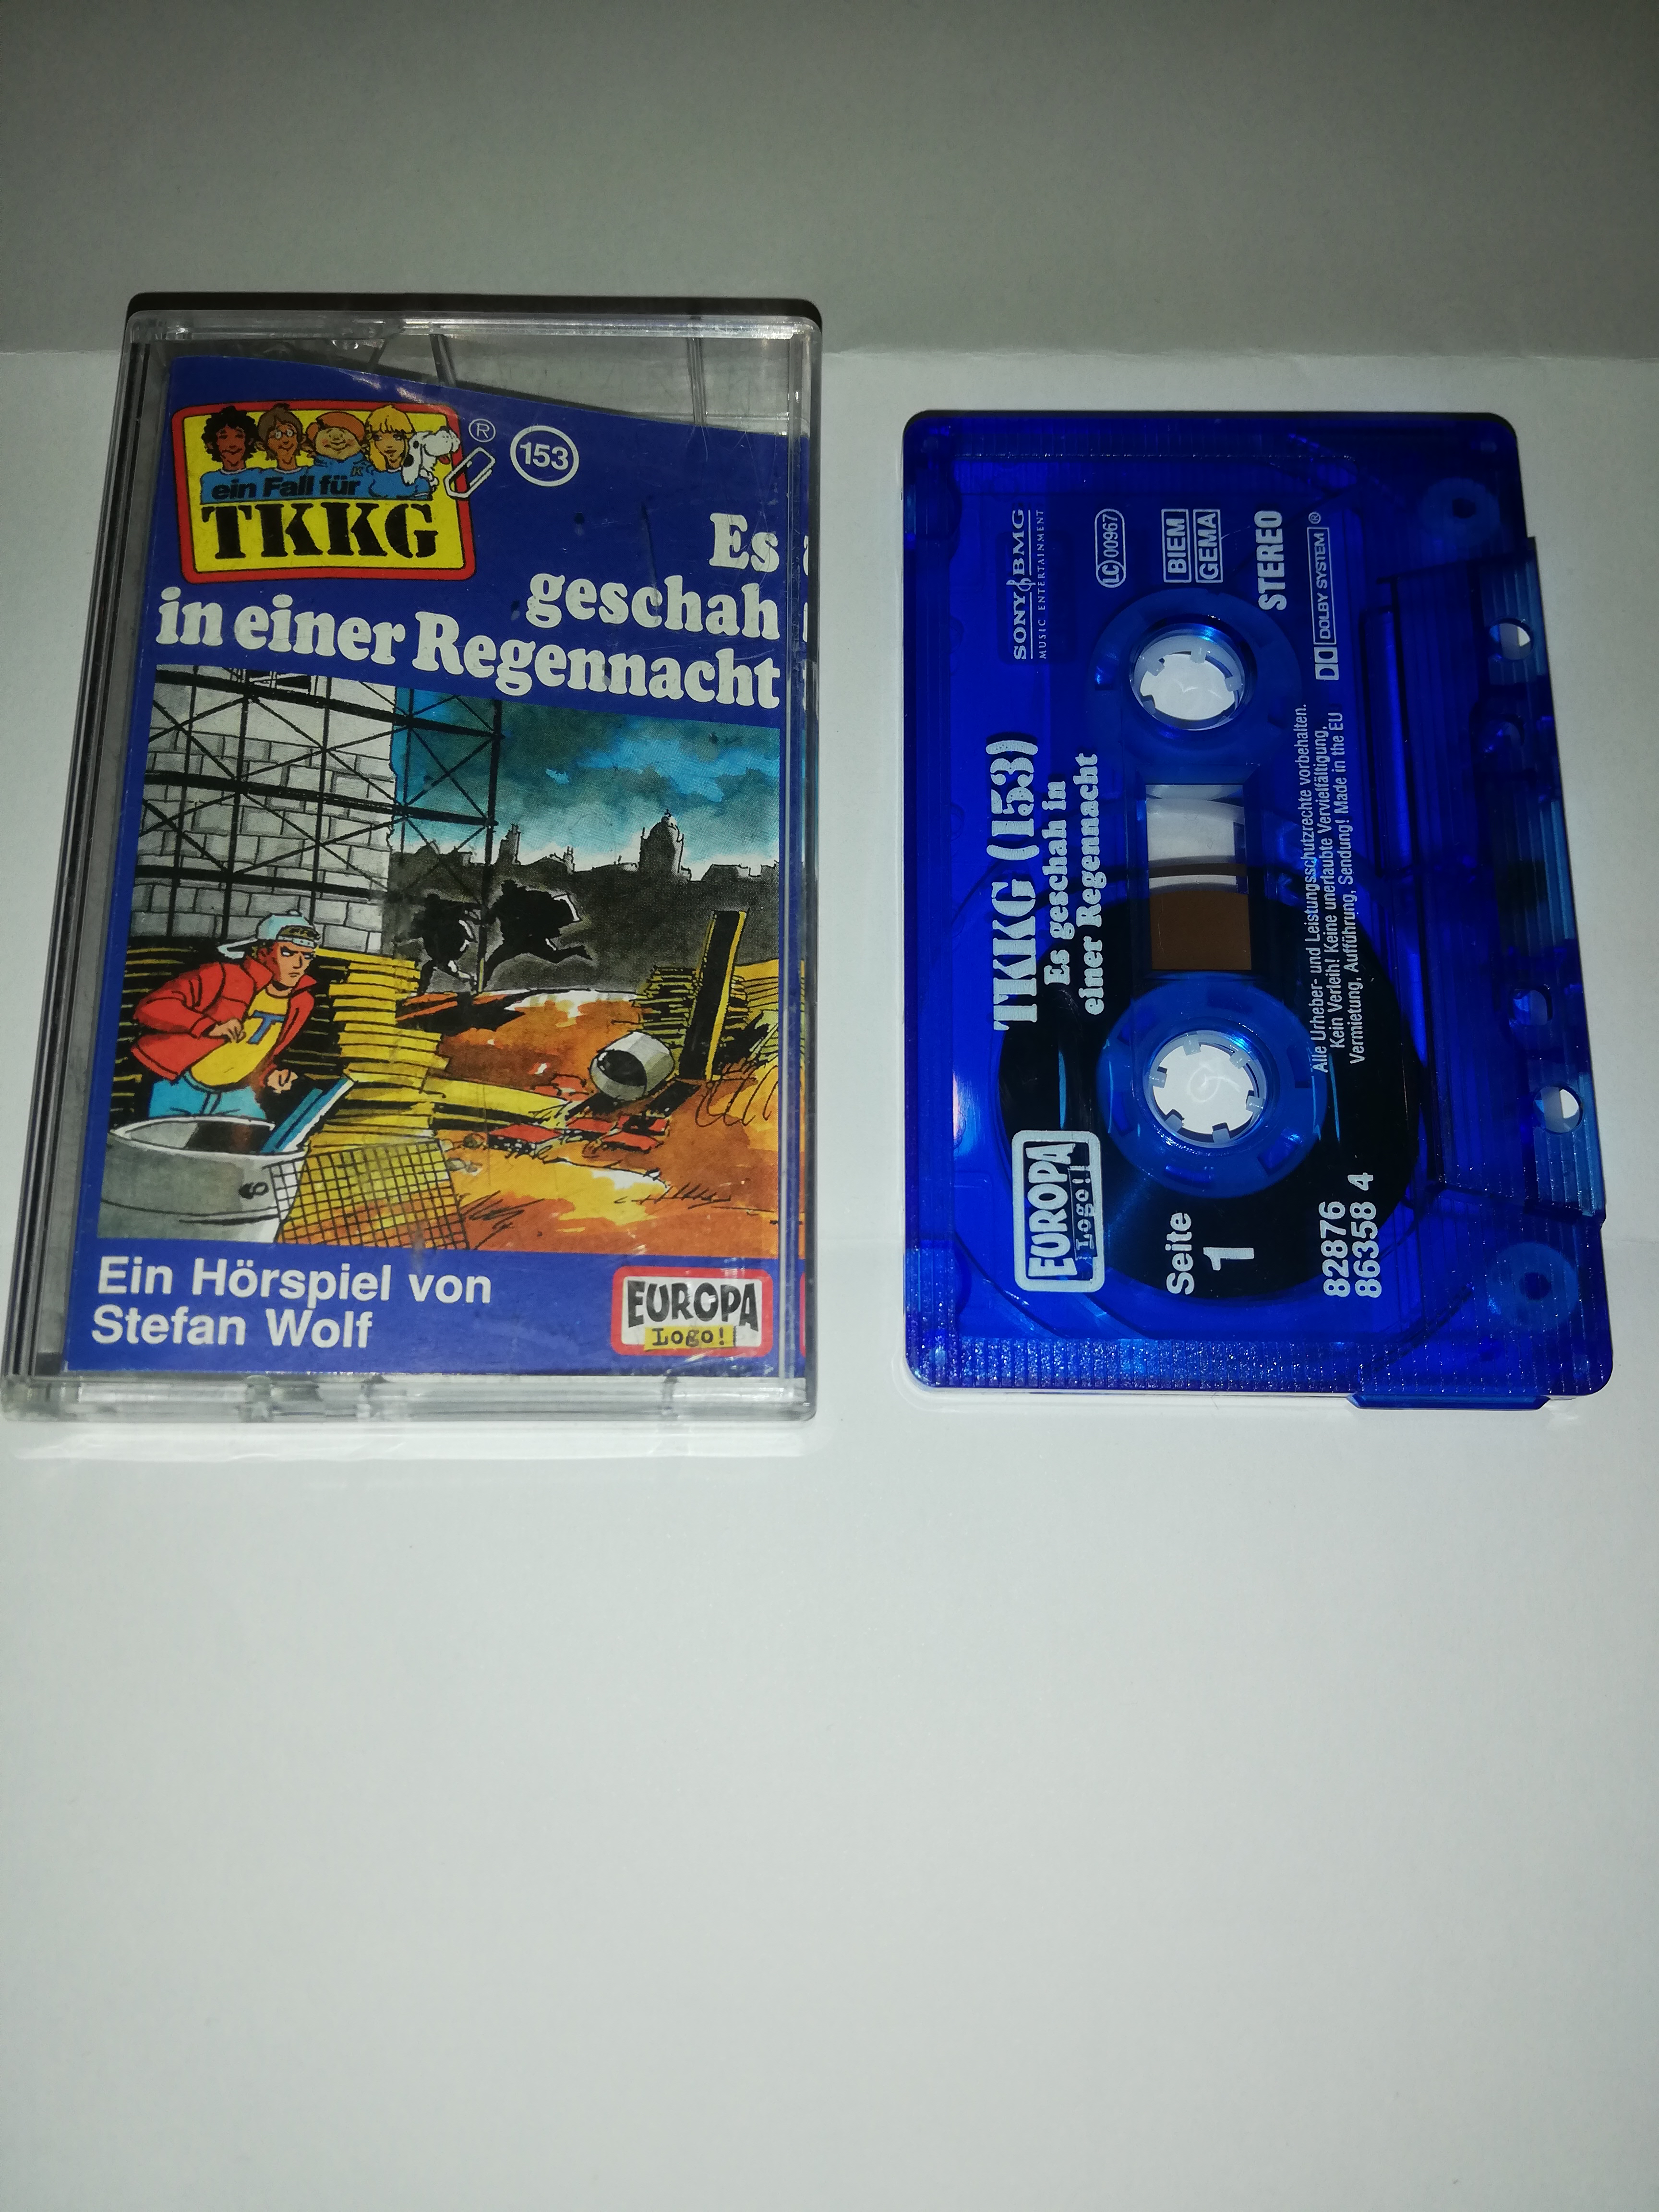 ein Fall für
TKKG
®
153
Es
geschah
in einer Regennacht
K
T
Ein Hörspiel von
Stefan Wolf
EUROPA
Logo!
TKKG (153)
Es geschah in
einer Regennacht
SONY BMG
MUSIC ENTERTAINMENT
LC 00967
BIEM
GEMA
STEREO
DOLBY SYSTEM®
EUROPA
Logo!
Seite
1
82876
86358 4
Alle Urheber- und Leistungsschutzrechte vorbehalten.
Kein Verleih! Keine unerlaubte Vervielfältigung,
Vermietung, Aufführung, Sendung! Made in the EU